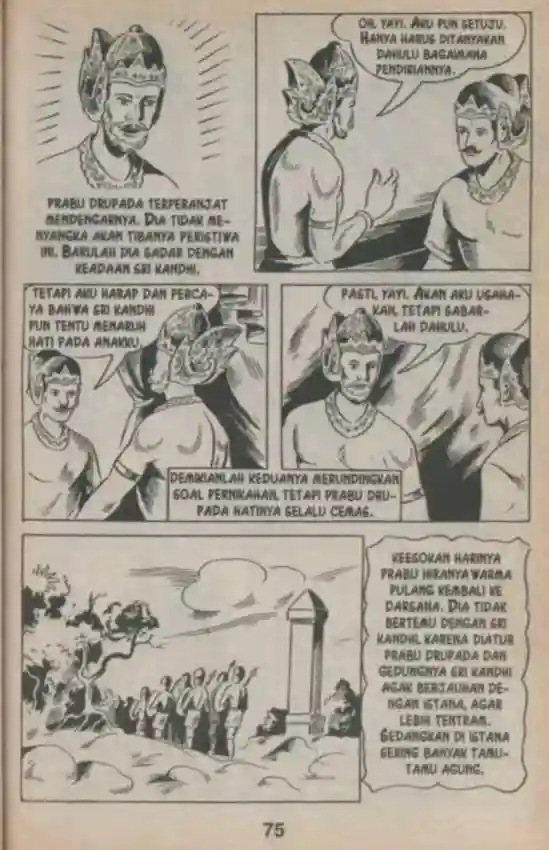 PRABU DRUPADA TERPERANJAT
MENDENGARNYA. DIA TIDAK ME-
NYANGKA AKAN TIBANYA PERISTIWA
INI. BARULAH DIA SADAR DENGAN
KEADAAN SRI KANDHI.
OH, YAYI. AKU PUN SETUJU.
HANYA HARUS DITANYAKAN
DAHULU BAGAIMANA
PENDIRIANNYA.
TETAPI AKU HARAP DAN PERCA-
YA BAHWA SRI KANDHI
PUN TENTU MENARUH
HATI PADA ANAKKU.
PASTI, YAYI. AKAN AKU USAHA-
KAN, TETAPI SABAR-
LAH DAHULU.
DEMIKIANLAH KEDUANYA MERUNDINGKAN
SOAL PERNIKAHAN, TETAPI PRABU DRU-
PADA HATINYA SELALU CEMAS.
KEESOKAN HARINYA
PRABU HIRANYAWARMA
PULANG KEMBALI KE
DARSANA. DIA TIDAK
BERTEMU DENGAN SRI
KANDHI, KARENA DIATUR
PRABU DRUPADA DAN
GEDUNGNYA SRI KANDHI
AGAK BERJAUHAN DE-
NGAN ISTANA, AGAR
LEBIH TENTRAM.
SEDANGKAN DI ISTANA
SERING BANYAK TAMU-
TAMU AGUNG.
75